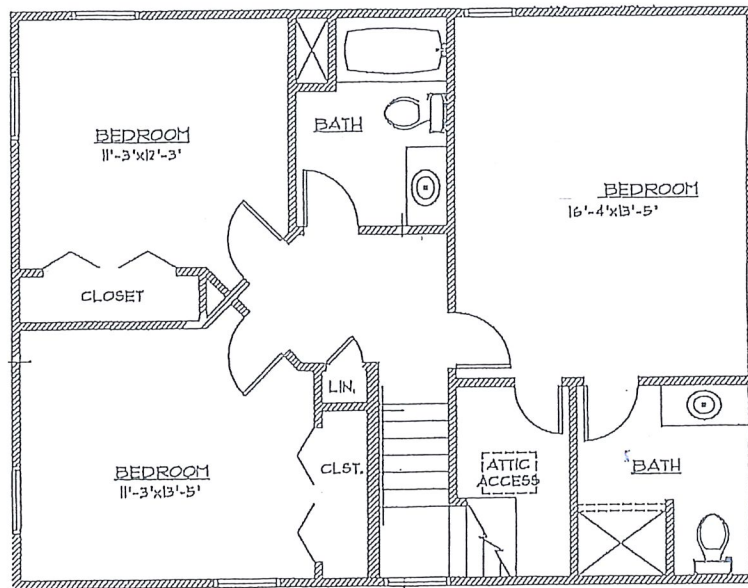 BEDROOM
11'-3"x12'-3"
BATH
BEDROOM
16'-4"x13'-5"
CLOSET
LIN.
BEDROOM
11'-3"x13'-5"
CLST.
ATTIC
ACCESS
BATH